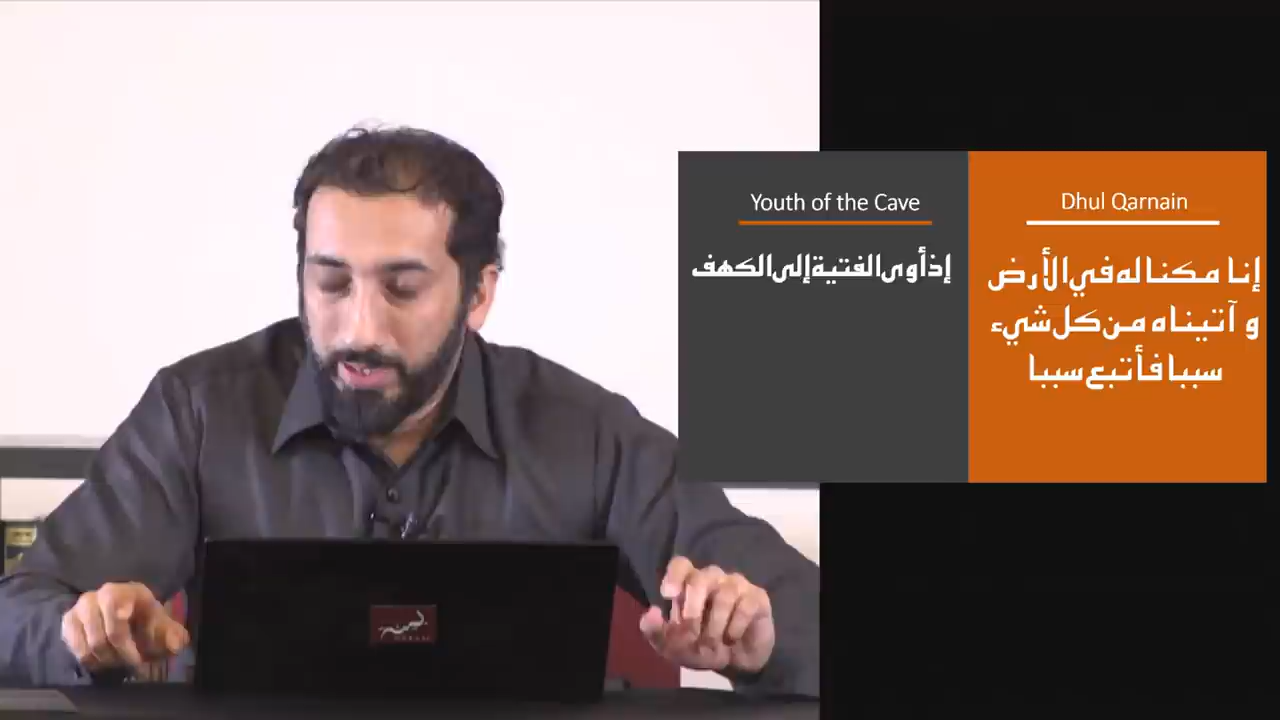 Youth of the Cave
إذ أوى الفتية إلى الكهف
Dhul Qarnain
إنا مكنا له في الأرض
و آتيناه من كل شيء
سببا فأتبع سببا